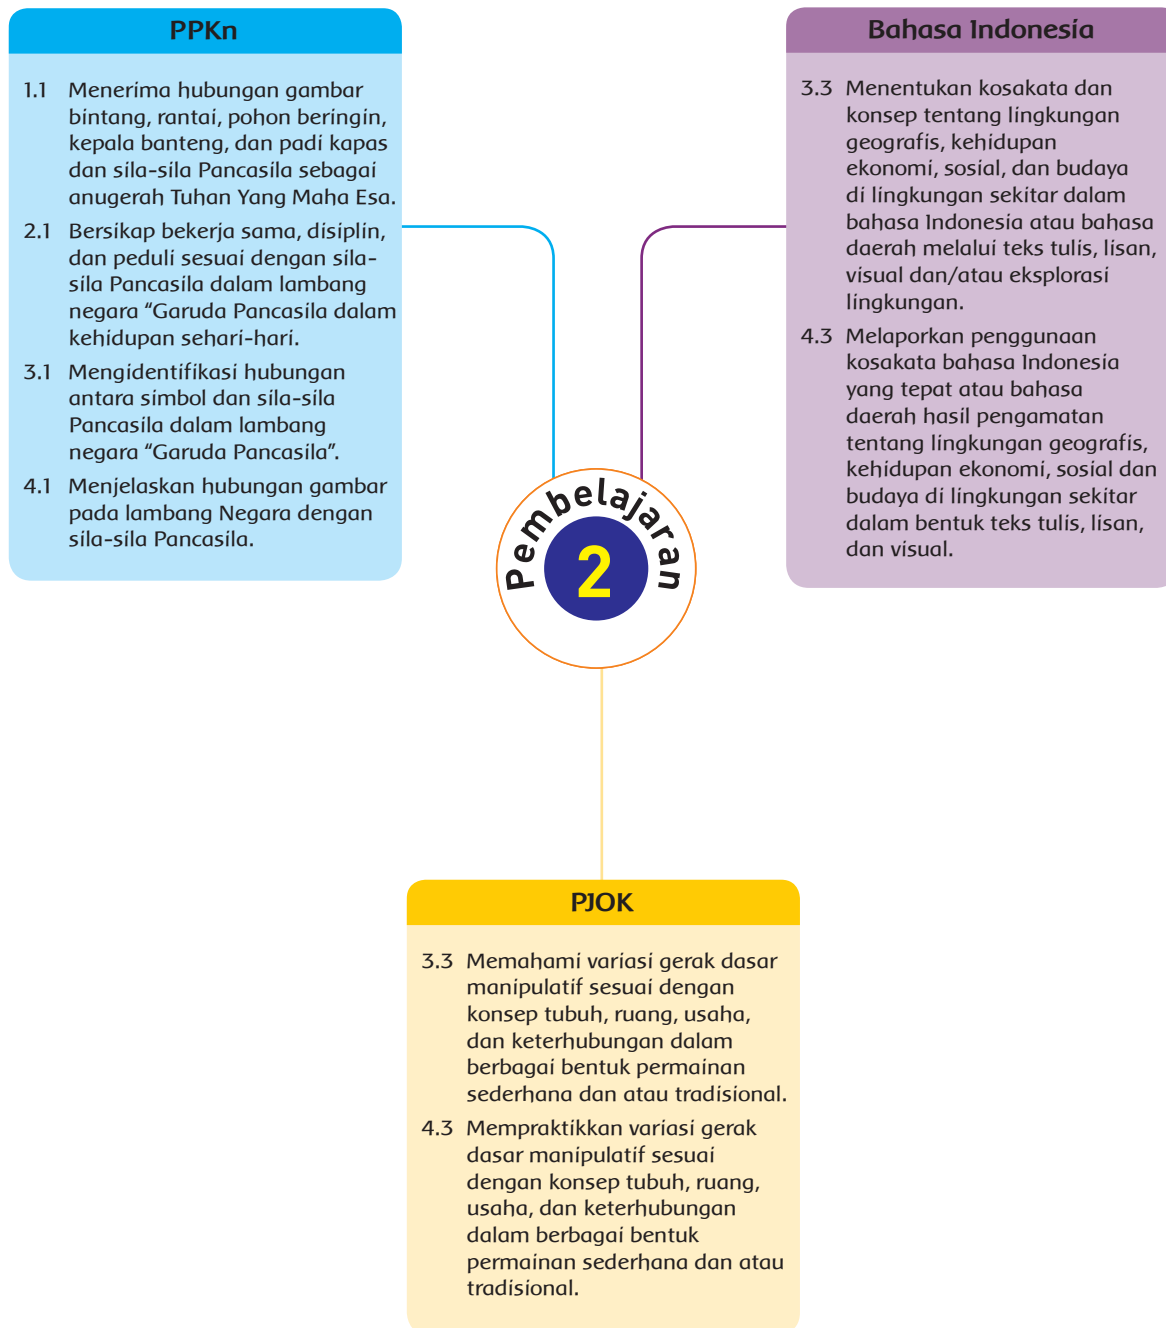 PPKn
1.1 Menerima hubungan gambar
bintang, rantai, pohon beringin,
kepala banteng, dan padi kapas
dan sila-sila Pancasila sebagai
anugerah Tuhan Yang Maha Esa.
2.1 Bersikap bekerja sama, disiplin,
dan peduli sesuai dengan sila-
sila Pancasila dalam lambang
negara “Garuda Pancasila dalam
kehidupan sehari-hari.
3.1 Mengidentifikasi hubungan
antara simbol dan sila-sila
Pancasila dalam lambang
negara “Garuda Pancasila”.
4.1 Menjelaskan hubungan gambar
pada lambang Negara dengan
sila-sila Pancasila.
Bahasa Indonesia
3.3 Menentukan kosakata dan
konsep tentang lingkungan
geografis, kehidupan
ekonomi, sosial, dan budaya
di lingkungan sekitar dalam
bahasa Indonesia atau bahasa
daerah melalui teks tulis, lisan,
visual dan/atau eksplorasi
lingkungan.
4.3 Melaporkan penggunaan
kosakata bahasa Indonesia
yang tepat atau bahasa
daerah hasil pengamatan
tentang lingkungan geografis,
kehidupan ekonomi, sosial dan
budaya di lingkungan sekitar
dalam bentuk teks tulis, lisan,
dan visual.
Pembelajaran
2
PJOK
3.3 Memahami variasi gerak dasar
manipulatif sesuai dengan
konsep tubuh, ruang, usaha,
dan keterhubungan dalam
berbagai bentuk permainan
sederhana dan atau tradisional.
4.3 Mempraktikkan variasi gerak
dasar manipulatif sesuai
dengan konsep tubuh, ruang,
usaha, dan keterhubungan
dalam berbagai bentuk
permainan sederhana dan atau
tradisional.